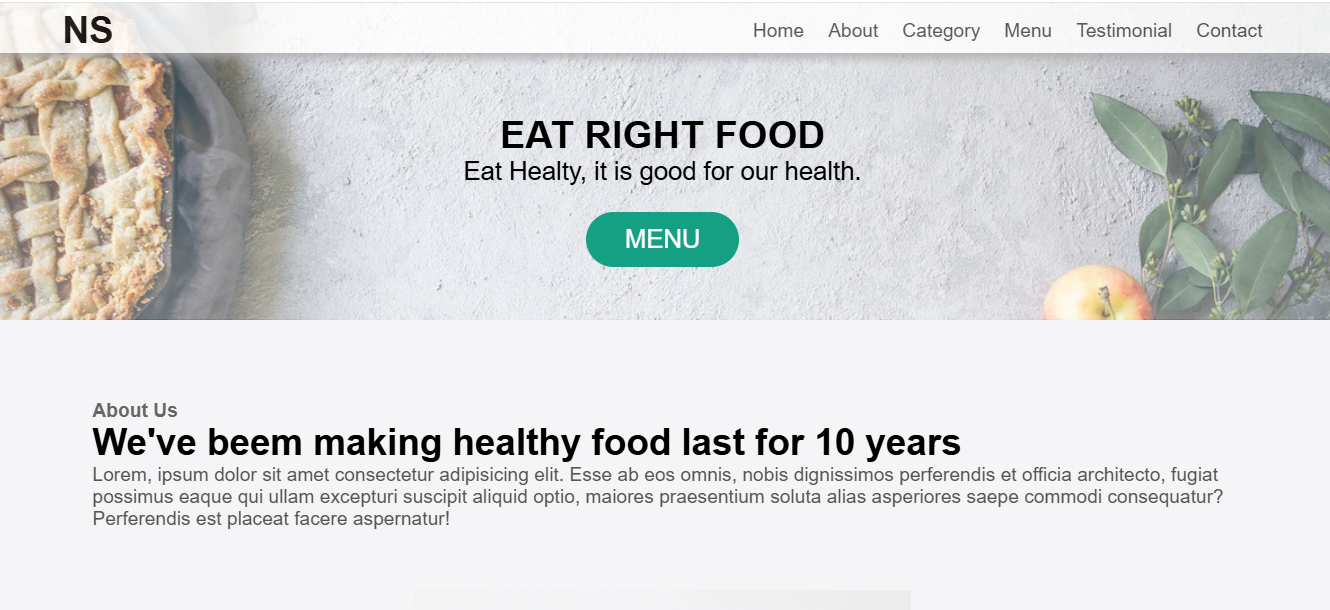 NS
Home About Category Menu Testimonial Contact
EAT RIGHT FOOD
Eat Healty, it is good for our health.
MENU
About Us
We've beem making healthy food last for 10 years
Lorem, ipsum dolor sit amet consectetur adipisicing elit. Esse ab eos omnis, nobis dignissimos perferendis et officia architecto, fugiat
possimus eaque qui ullam excepturi suscipit aliquid optio, maiores praesentium soluta alias asperiores saepe commodi consequatur?
Perferendis est placeat facere aspernatur!